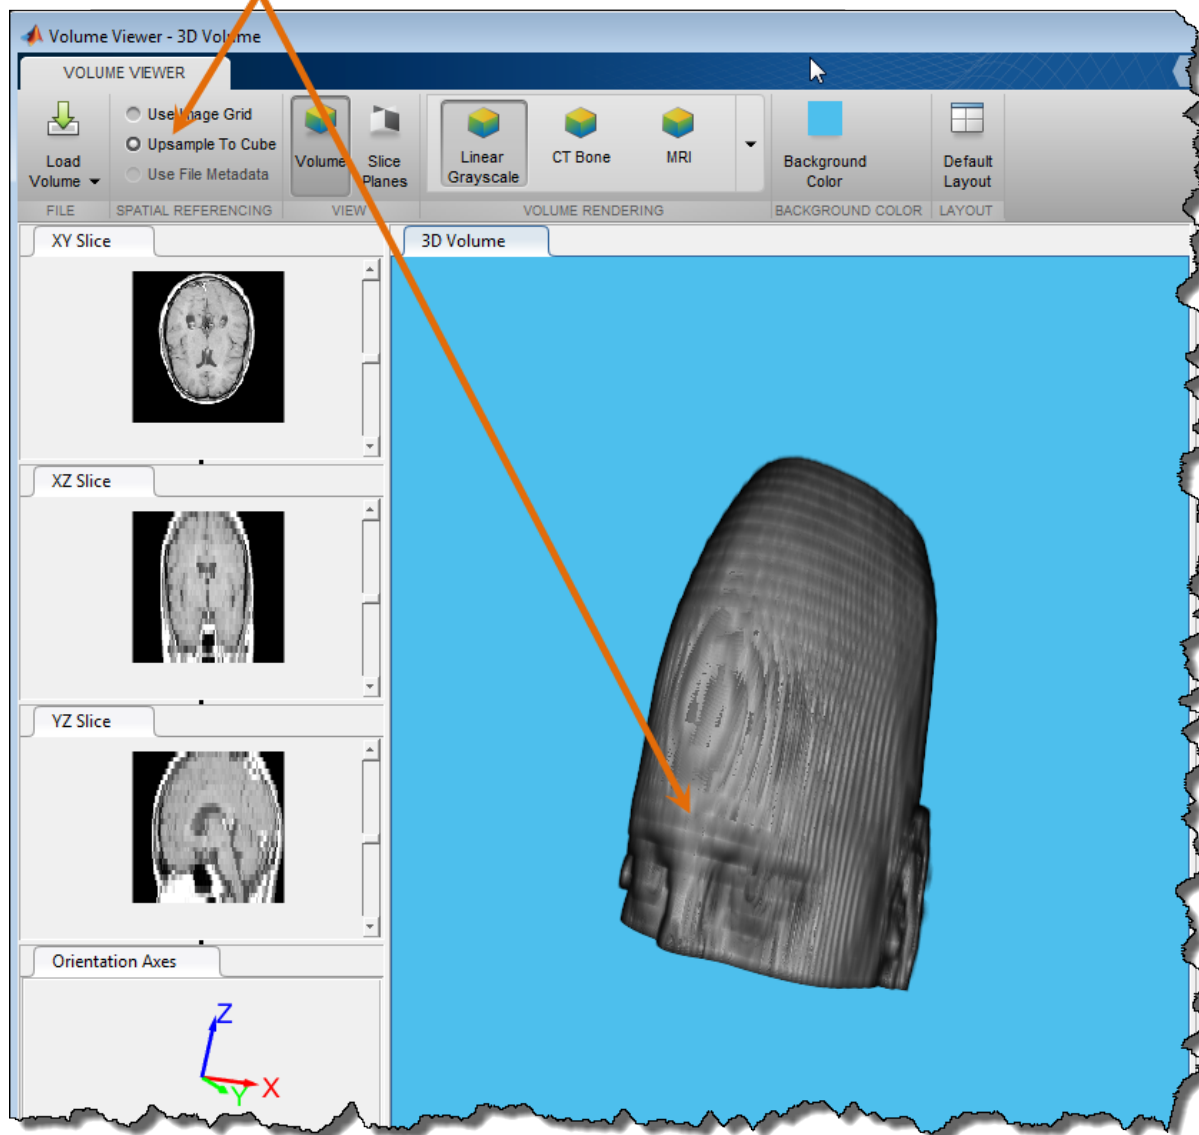 Volume Viewer - 3D Volume
VOLUME VIEWER
Load
Volume
Use Image Grid
Upsample To Cube
Use File Metadata
Volume
Slice
Planes
Linear
Grayscale
CT Bone
MRI
Background
Color
Default
Layout
FILE
SPATIAL REFERENCING
VIEW
VOLUME RENDERING
BACKGROUND COLOR
LAYOUT
XY Slice
3D Volume
XZ Slice
YZ Slice
Orientation Axes
Z
Y
X